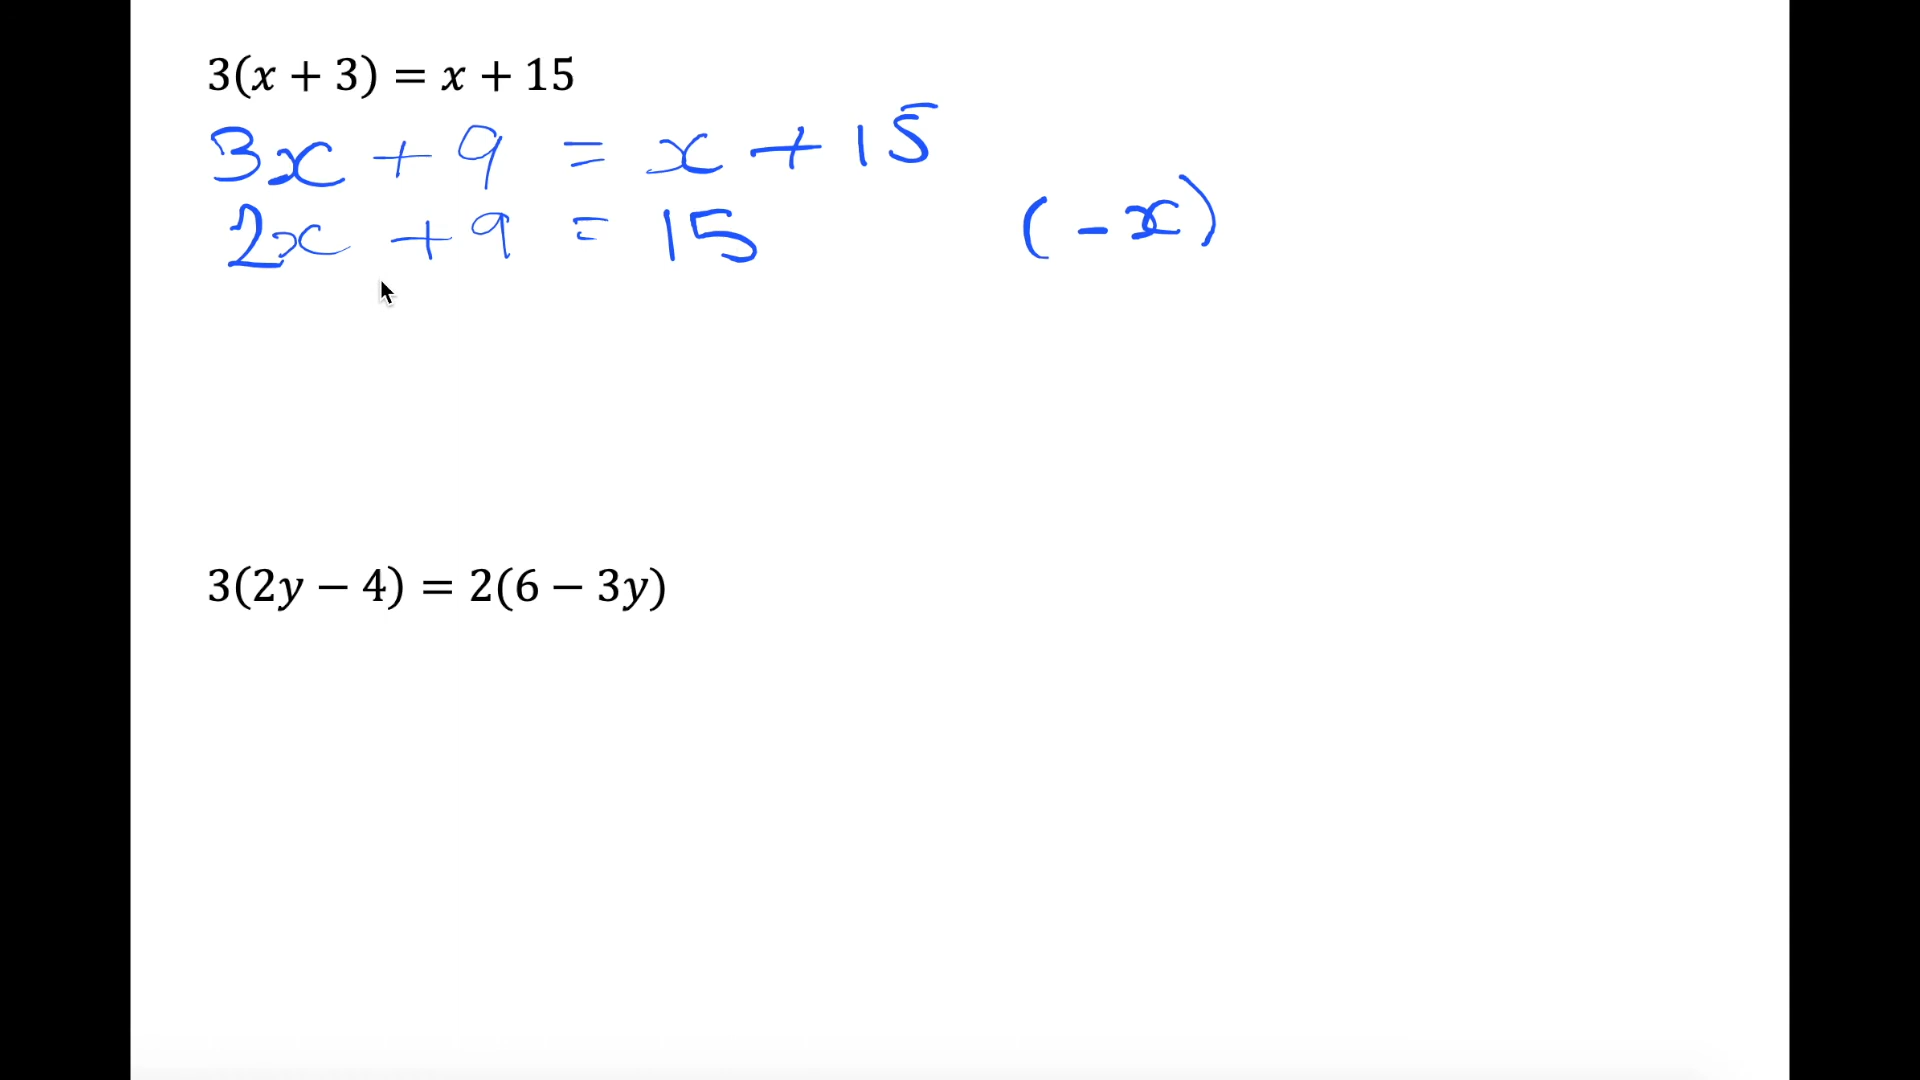 3(x + 3) = x + 15
3x + 9 = x + 15
2x + 9 = 15 (-x)
3(2y − 4) = 2(6 − 3y)